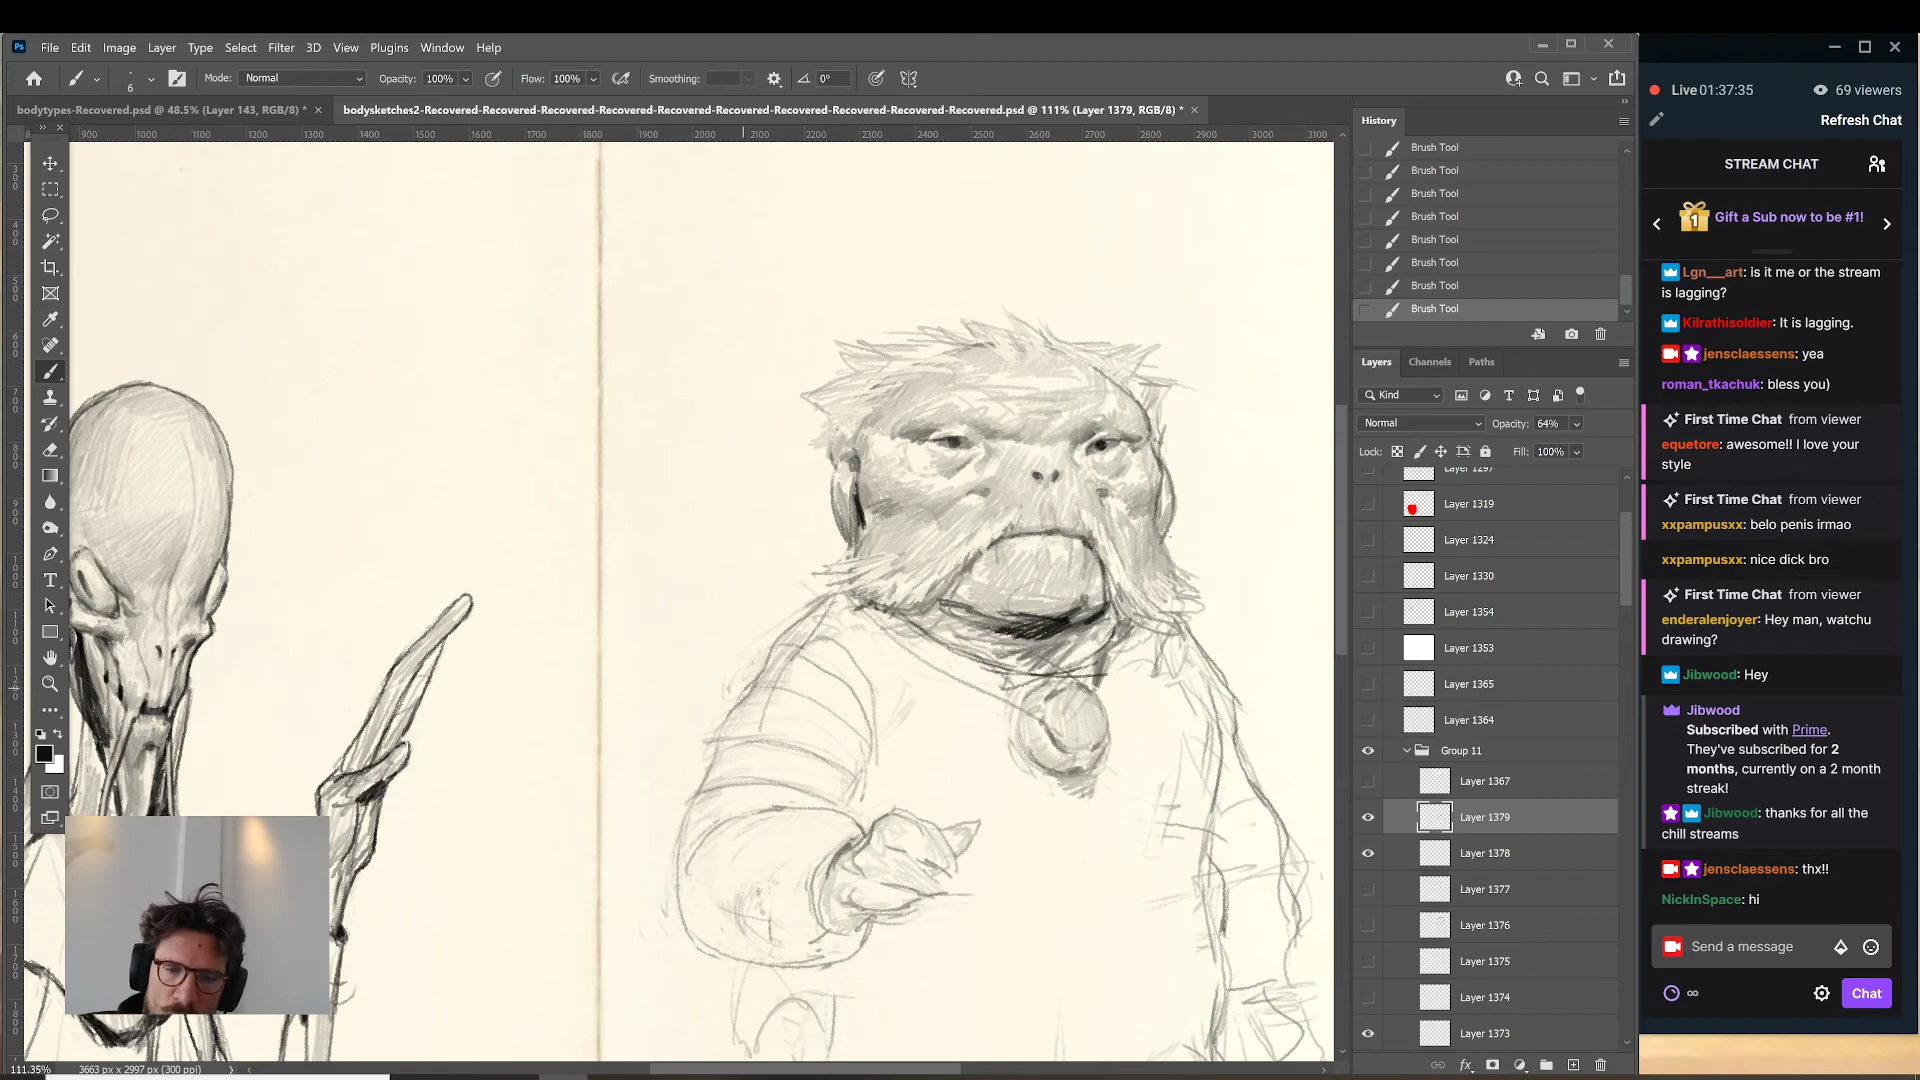 Ps File Edit Image Layer Type Select Filter 3D View Plugins Window Help
6 Mode: Normal Opacity: 100% Flow: 100% Smoothing: 0°
bodytypes-Recovered.psd @ 48.5% (Layer 143, RGB/8) * ×
bodysketches2-Recovered-Recovered-Recovered-Recovered-Recovered-Recovered-Recovered-Recovered-Recovered-Recovered.psd @ 111% (Layer 1379, RGB/8) * ×
900 1000 1100 1200 1300 1400 1500 1600 1700 1800 1900 2000 2100 2200 2300 2400 2500 2600 2700 2800 2900 3000 3100
History
Brush Tool
Brush Tool
Brush Tool
Brush Tool
Brush Tool
Brush Tool
Brush Tool
Brush Tool
Layers Channels Paths
Kind
Normal Opacity: 64%
Lock: Fill: 100%
Layer 1297
Layer 1319
Layer 1324
Layer 1330
Layer 1354
Layer 1353
Layer 1365
Layer 1364
Group 11
Layer 1367
Layer 1379
Layer 1378
Layer 1377
Layer 1376
Layer 1375
Layer 1374
Layer 1373
111.35% 3663 px x 2997 px (300 ppi)
Live 01:37:35 69 viewers
Refresh Chat
STREAM CHAT
1 Gift a Sub now to be #1!
Lgn___art: is it me or the stream
is lagging?
Kilrathisoldier: It is lagging.
jensclaessens: yea
roman_tkachuk: bless you)
First Time Chat from viewer
equetore: awesome!! I love your
style
First Time Chat from viewer
xxpampusxx: belo penis irmao
xxpampusxx: nice dick bro
First Time Chat from viewer
enderalenjoyer: Hey man, watchu
drawing?
Jibwood: Hey
Jibwood
Subscribed with Prime.
They've subscribed for 2
months, currently on a 2 month
streak!
Jibwood: thanks for all the
chill streams
jensclaessens: thx!!
NickInSpace: hi
Send a message
∞ Chat